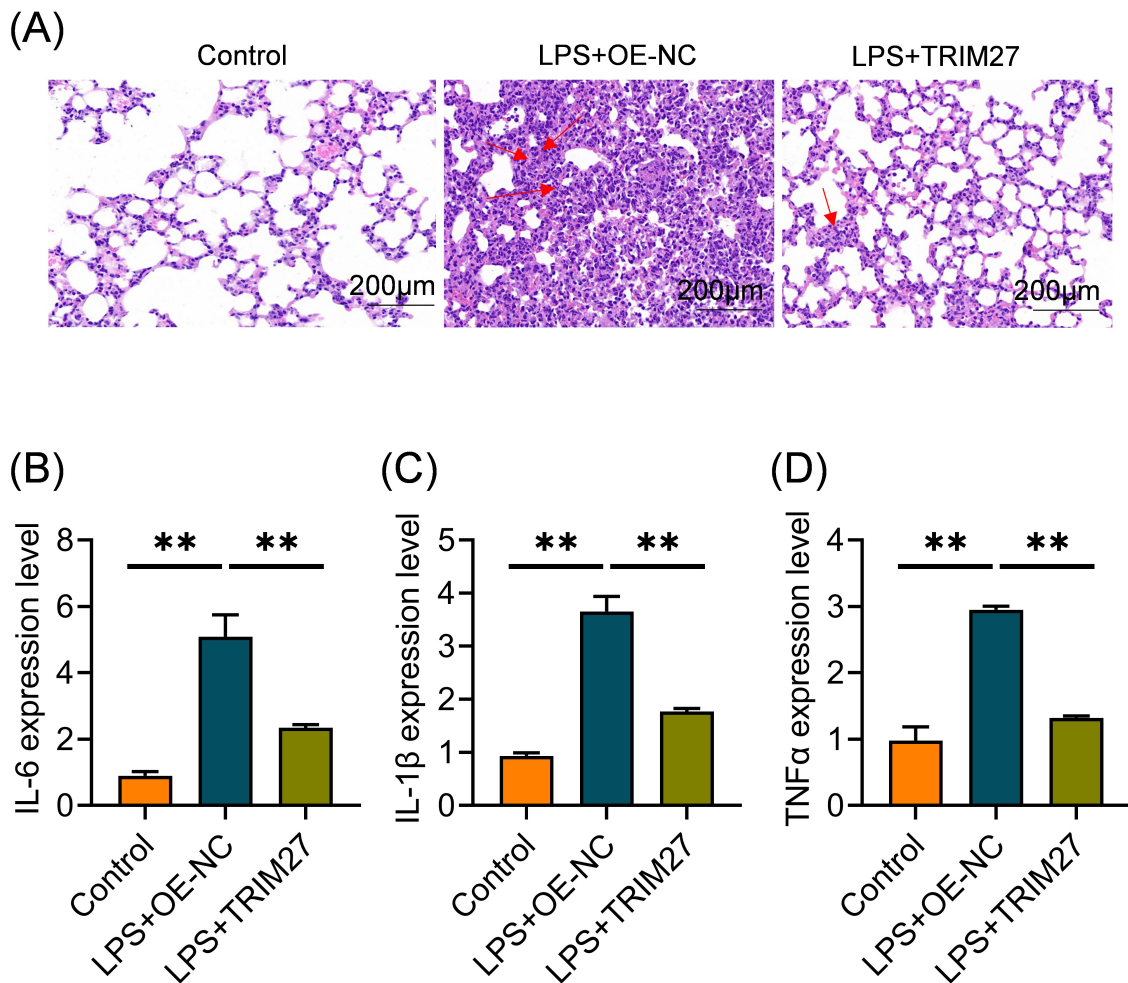 (A)
Control
LPS+OE-NC
LPS+TRIM27
200μm
200μm
200μm
(B)
IL-6 expression level
8
6
4
2
0
**
**
Control
LPS+OE-NC
LPS+TRIM27
(C)
IL-1β expression level
5
4
3
2
1
0
**
**
Control
LPS+OE-NC
LPS+TRIM27
(D)
TNFα expression level
4
3
2
1
0
**
**
Control
LPS+OE-NC
LPS+TRIM27